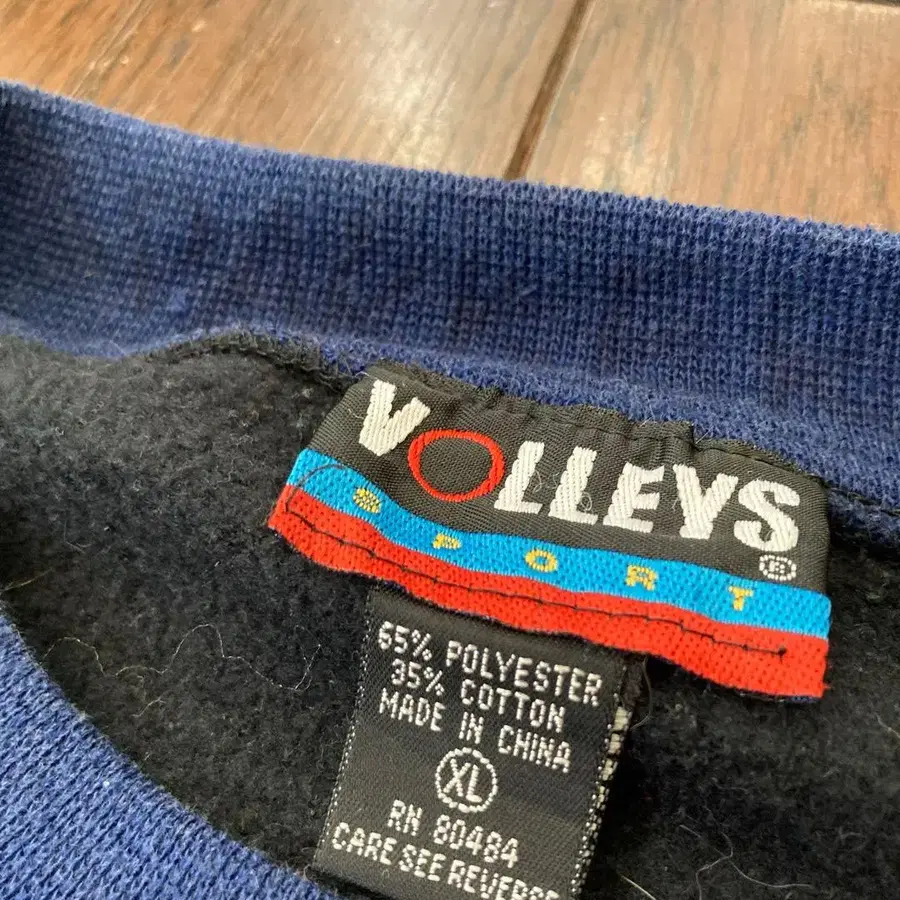 VOLLEYS
®
SPORT
65% POLYESTER
35% COTTON
MADE IN CHINA
XL
RN 80484
CARE SEE REVERSE